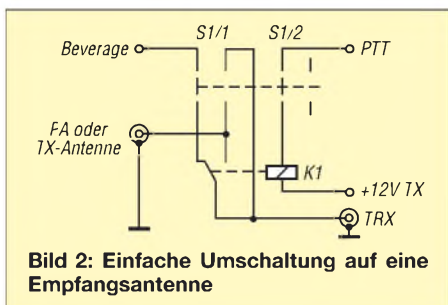 S1/1
S1/2
Beverage
PTT
FA oder
TX-Antenne
K1
+12V TX
TRX
Bild 2: Einfache Umschaltung auf eine
Empfangsantenne